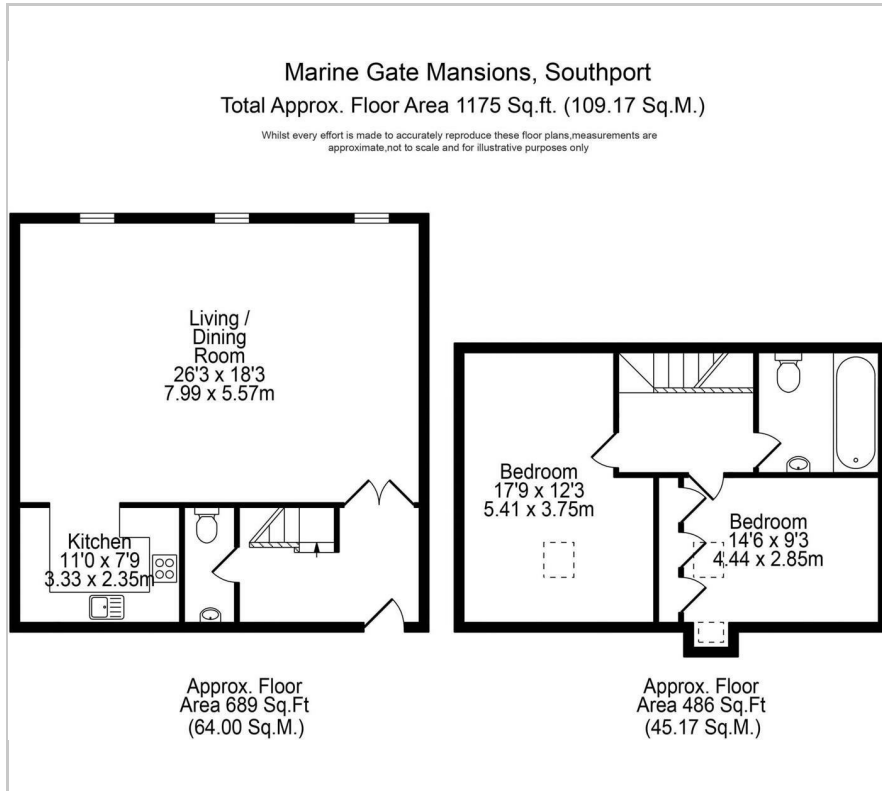 Marine Gate Mansions, Southport
Total Approx. Floor Area 1175 Sq.ft. (109.17 Sq.M.)
Whilst every effort is made to accurately reproduce these floor plans,measurements are
approximate,not to scale and for illustrative purposes only
Living /
Dining
Room
26'3 x 18'3
7.99 x 5.57m
Kitchen
11'0 x 7'9
3.33 x 2.35m
Bedroom
17'9 x 12'3
5.41 x 3.75m
Bedroom
14'6 x 9'3
4.44 x 2.85m
Approx. Floor
Area 689 Sq.Ft
(64.00 Sq.M.)
Approx. Floor
Area 486 Sq.Ft
(45.17 Sq.M.)